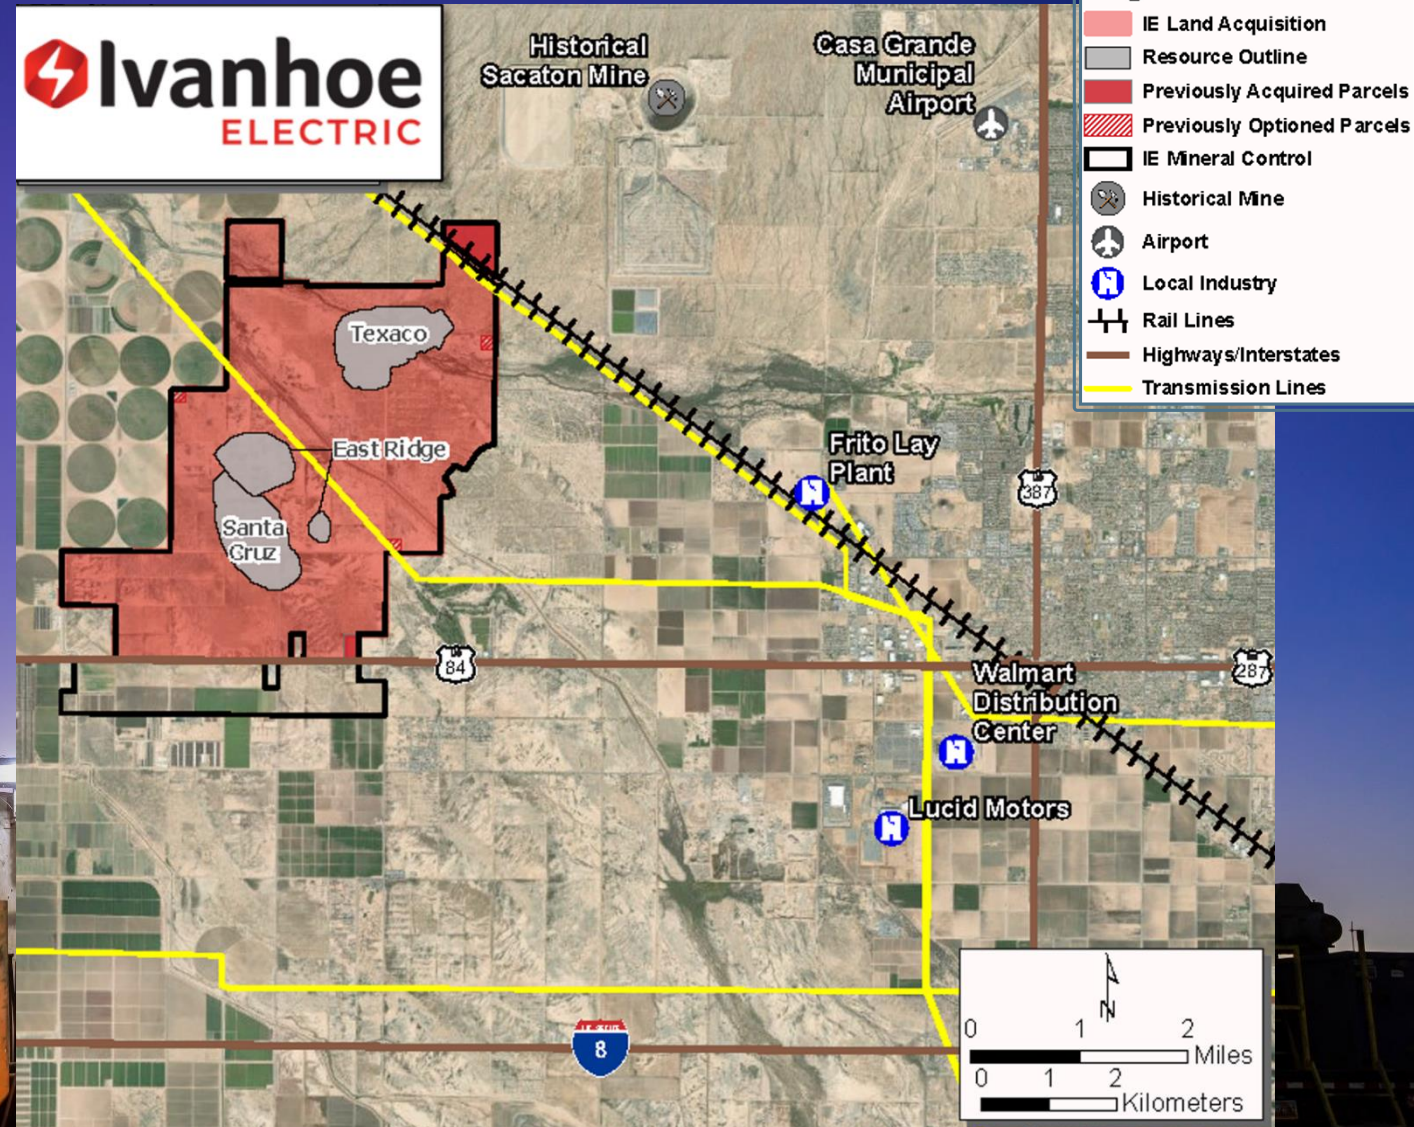 Ivanhoe
ELECTRIC
Historical
Sacaton Mine
Casa Grande
Municipal
Airport
IE Land Acquisition
Resource Outline
Previously Acquired Parcels
Previously Optioned Parcels
IE Mineral Control
Historical Mine
Airport
Local Industry
Rail Lines
Highways/Interstates
Transmission Lines
Texaco
East Ridge
Santa
Cruz
Frito Lay
Plant
387
US
84
287
Walmart
Distribution
Center
Lucid Motors
8
N
0 1 2
Miles
0 1 2
Kilometers